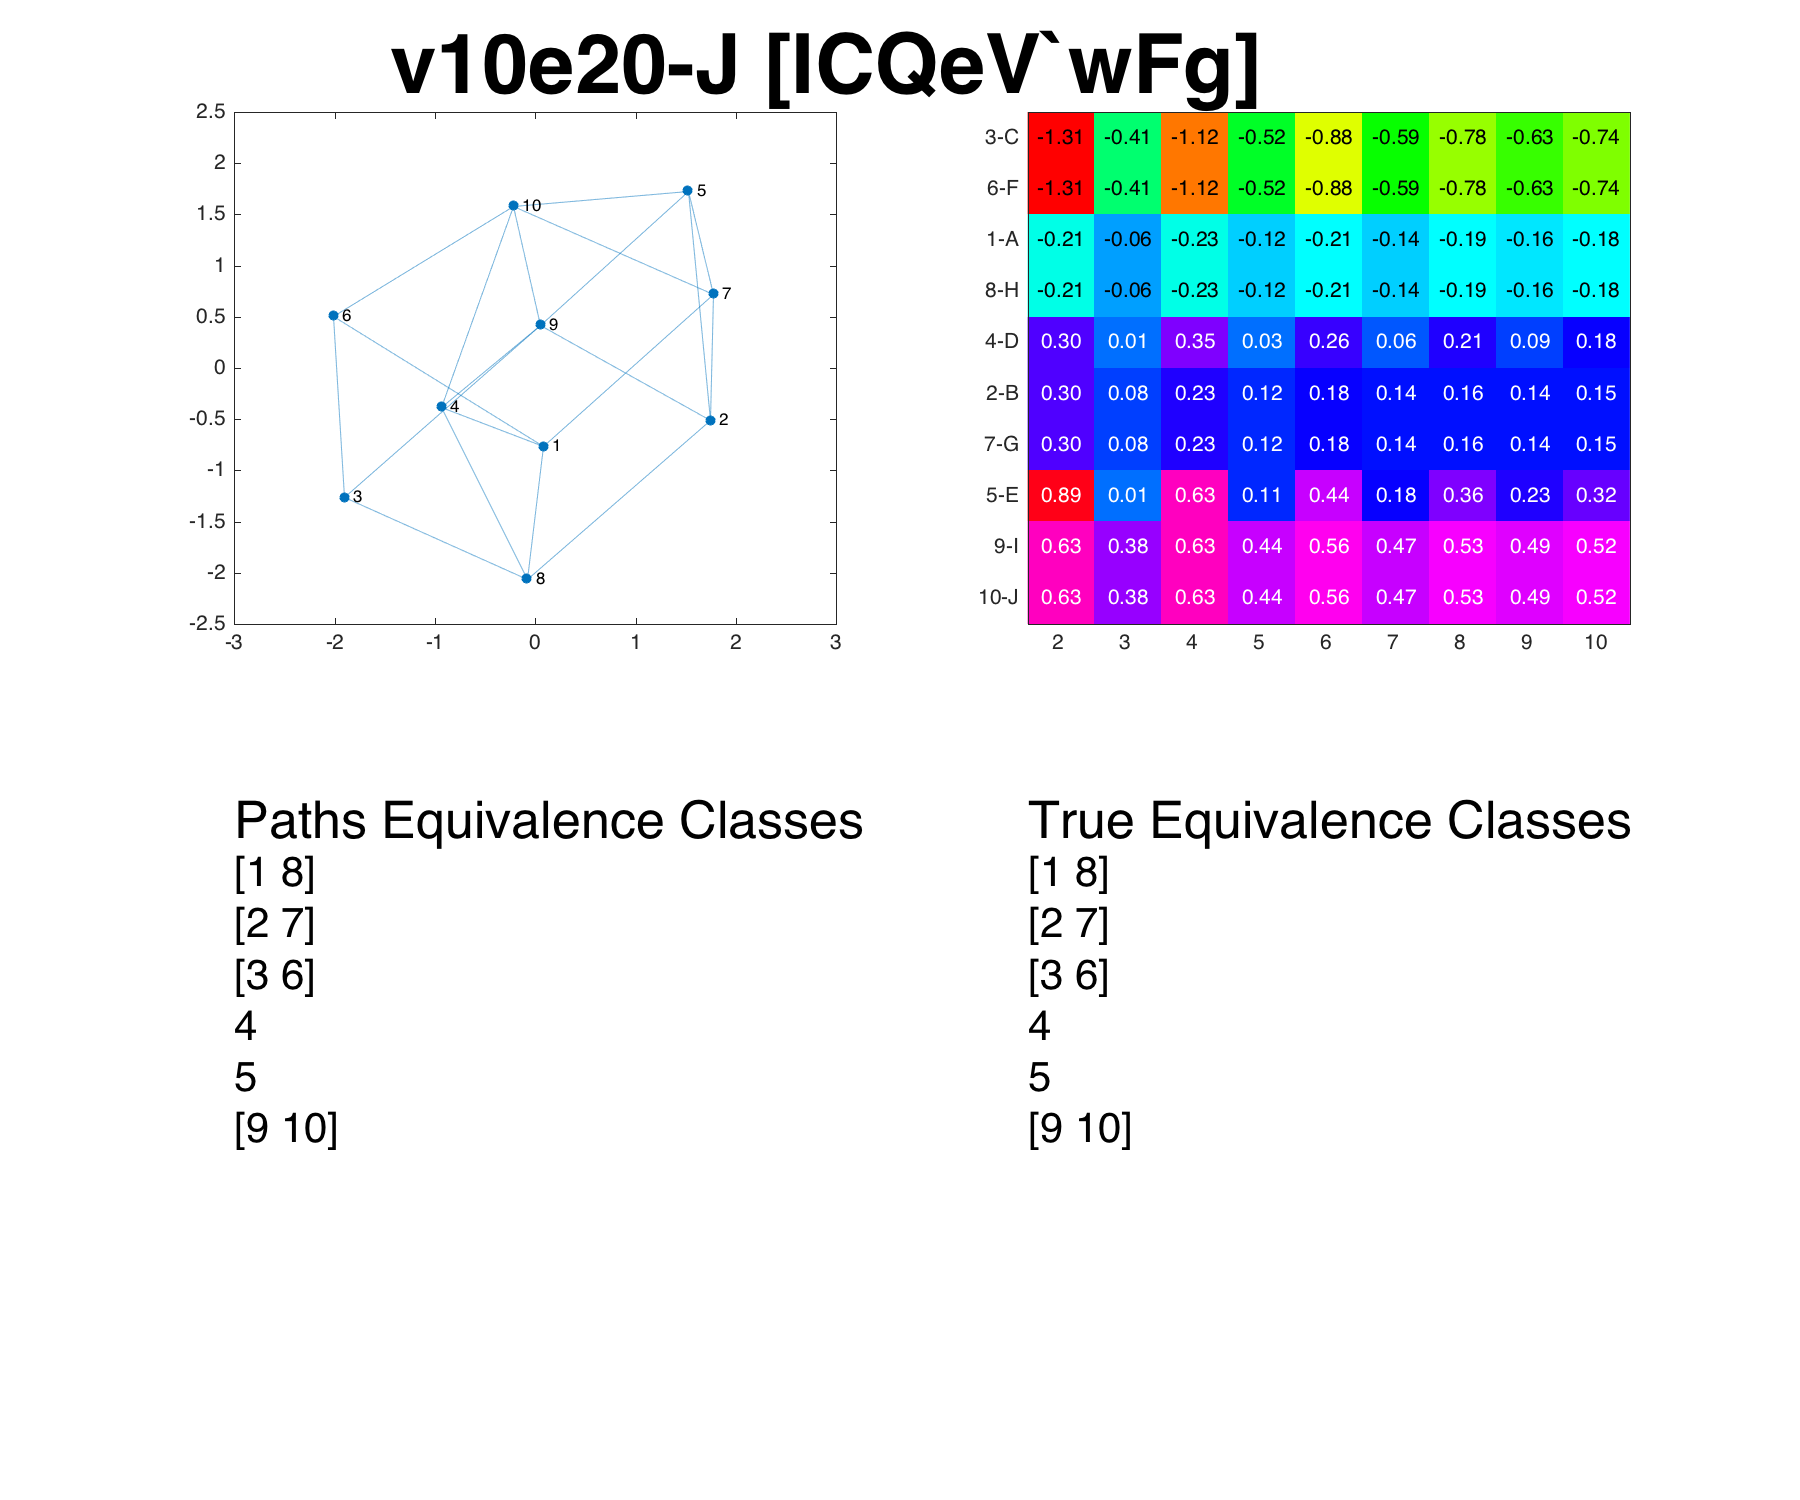 v10e20-J [ICQeV`wFg]
2.5
2
1.5
1
0.5
0
-0.5
-1
-1.5
-2
-2.5
-3 -2 -1 0 1 2 3
5
10
7
6
9
4
2
1
3
8
3-C -1.31 -0.41 -1.12 -0.52 -0.88 -0.59 -0.78 -0.63 -0.74
6-F -1.31 -0.41 -1.12 -0.52 -0.88 -0.59 -0.78 -0.63 -0.74
1-A -0.21 -0.06 -0.23 -0.12 -0.21 -0.14 -0.19 -0.16 -0.18
8-H -0.21 -0.06 -0.23 -0.12 -0.21 -0.14 -0.19 -0.16 -0.18
4-D 0.30 0.01 0.35 0.03 0.26 0.06 0.21 0.09 0.18
2-B 0.30 0.08 0.23 0.12 0.18 0.14 0.16 0.14 0.15
7-G 0.30 0.08 0.23 0.12 0.18 0.14 0.16 0.14 0.15
5-E 0.89 0.01 0.63 0.11 0.44 0.18 0.36 0.23 0.32
9-I 0.63 0.38 0.63 0.44 0.56 0.47 0.53 0.49 0.52
10-J 0.63 0.38 0.63 0.44 0.56 0.47 0.53 0.49 0.52
2 3 4 5 6 7 8 9 10
Paths Equivalence Classes
[1 8]
[2 7]
[3 6]
4
5
[9 10]
True Equivalence Classes
[1 8]
[2 7]
[3 6]
4
5
[9 10]